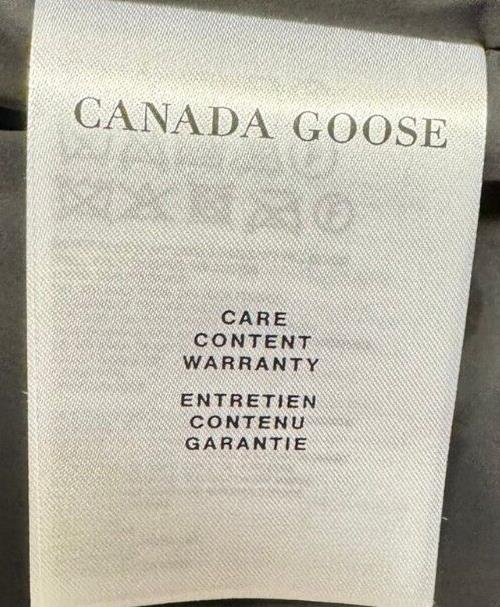 CANADA GOOSE
CARE
CONTENT
WARRANTY
ENTRETIEN
CONTENU
GARANTIE